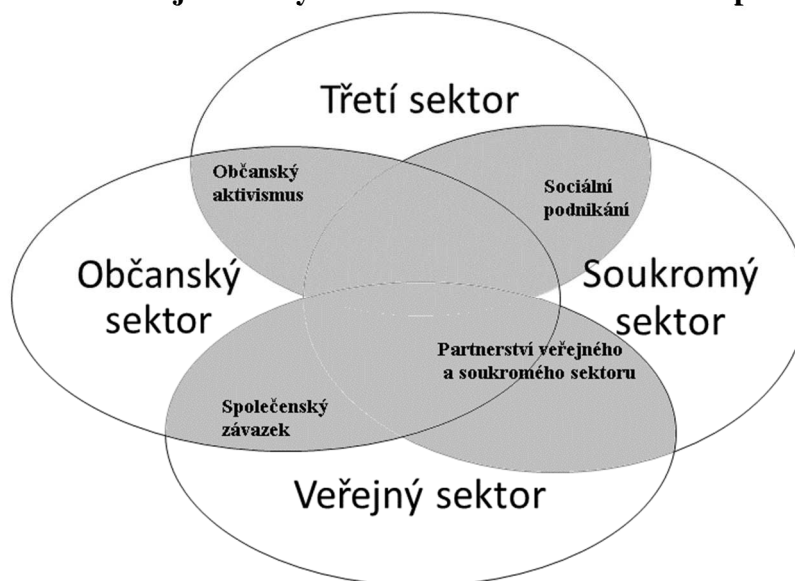 Třetí sektor
Občanský
aktivismus
Sociální
podnikání
Občanský
sektor
Soukromý
sektor
Partnerství veřejného
a soukromého sektoru
Společenský
závazek
Veřejný sektor